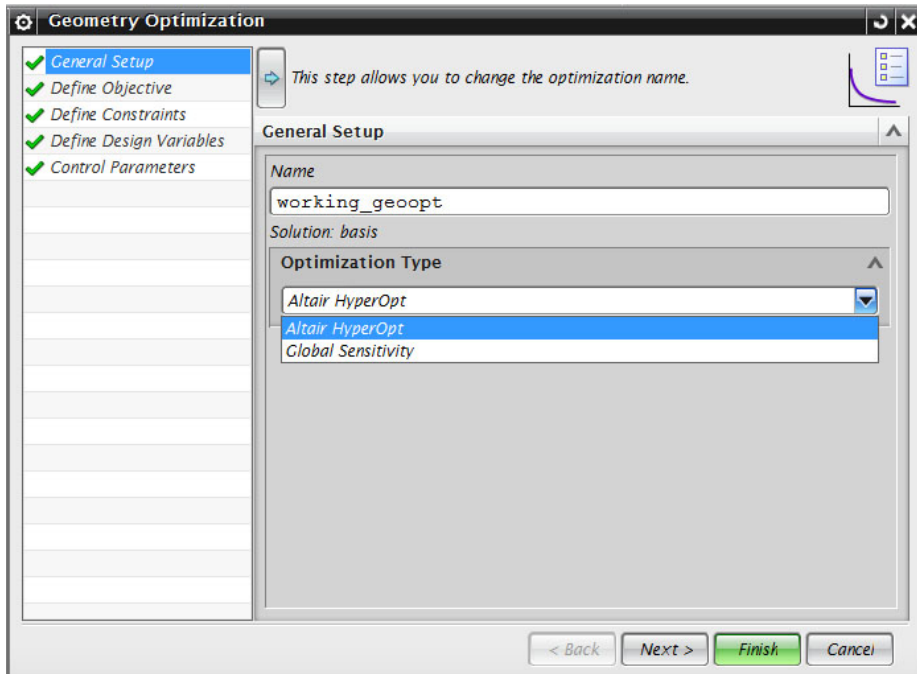 Geometry Optimization
General Setup
Define Objective
Define Constraints
Define Design Variables
Control Parameters
This step allows you to change the optimization name.
General Setup
Name
working_geoopt
Solution: basis
Optimization Type
Altair HyperOpt
Altair HyperOpt
Global Sensitivity
< Back
Next >
Finish
Cancel